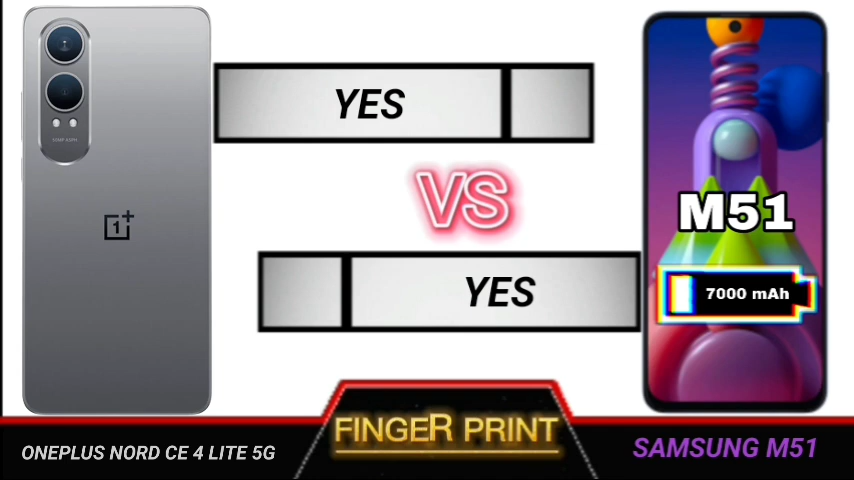 YES
VS
M51
7000 mAh
YES
FINGER PRINT
ONEPLUS NORD CE 4 LITE 5G
SAMSUNG M51